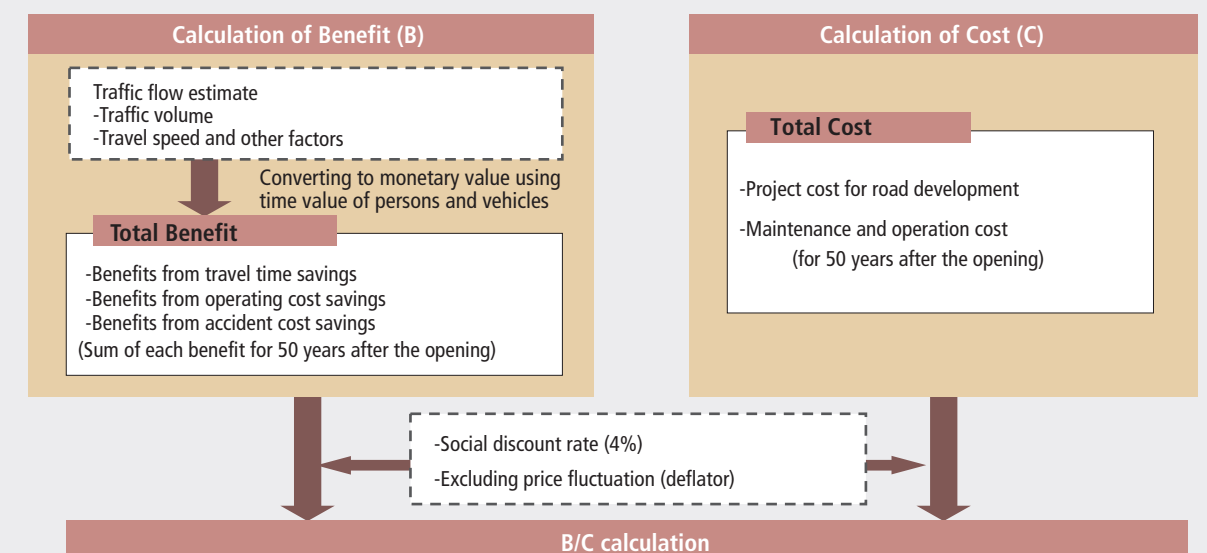 Calculation of Benefit (B)
Traffic flow estimate
-Traffic volume
-Travel speed and other factors
Converting to monetary value using
time value of persons and vehicles
Total Benefit
-Benefits from travel time savings
-Benefits from operating cost savings
-Benefits from accident cost savings
(Sum of each benefit for 50 years after the opening)
Calculation of Cost (C)
Total Cost
-Project cost for road development
-Maintenance and operation cost
(for 50 years after the opening)
-Social discount rate (4%)
-Excluding price fluctuation (deflator)
B/C calculation